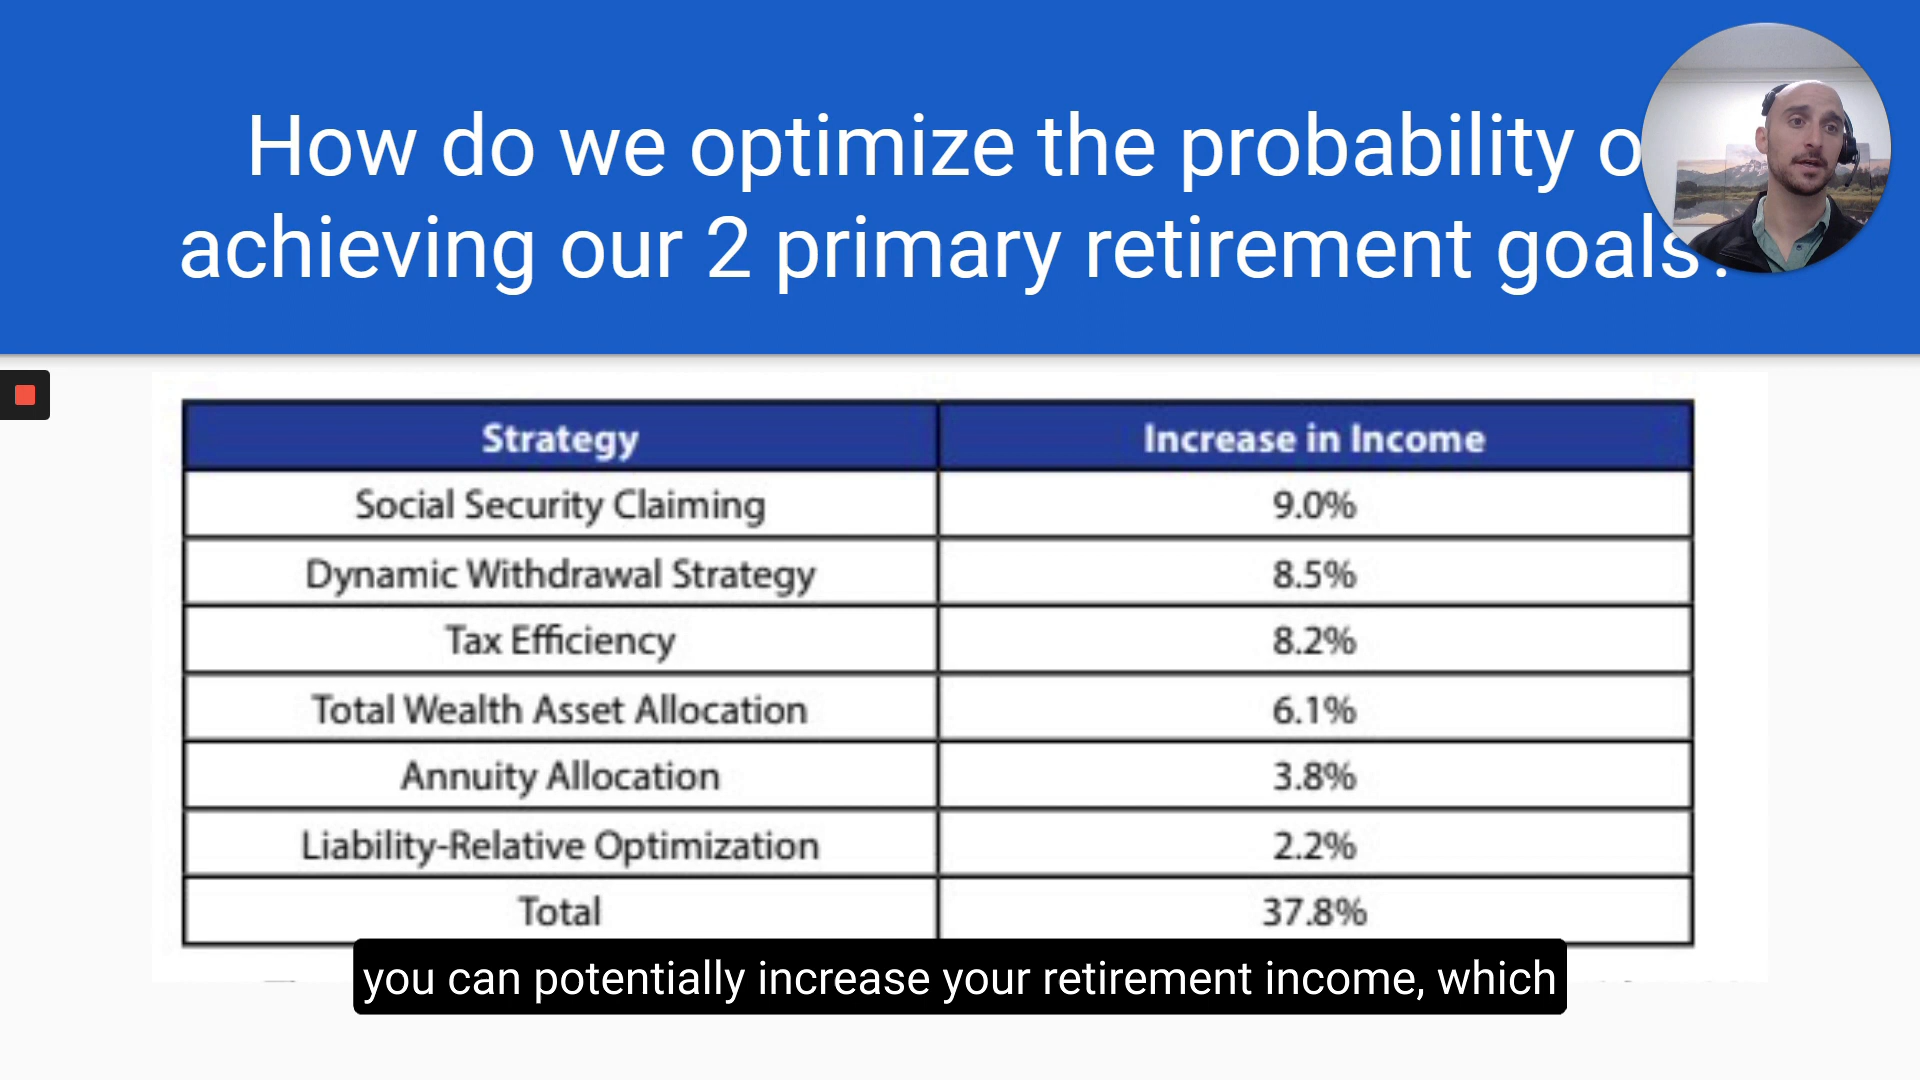 How do we optimize the probability o
achieving our 2 primary retirement goals?
Strategy Increase in Income
Social Security Claiming 9.0%
Dynamic Withdrawal Strategy 8.5%
Tax Efficiency 8.2%
Total Wealth Asset Allocation 6.1%
Annuity Allocation 3.8%
Liability-Relative Optimization 2.2%
Total 37.8%
you can potentially increase your retirement income, which